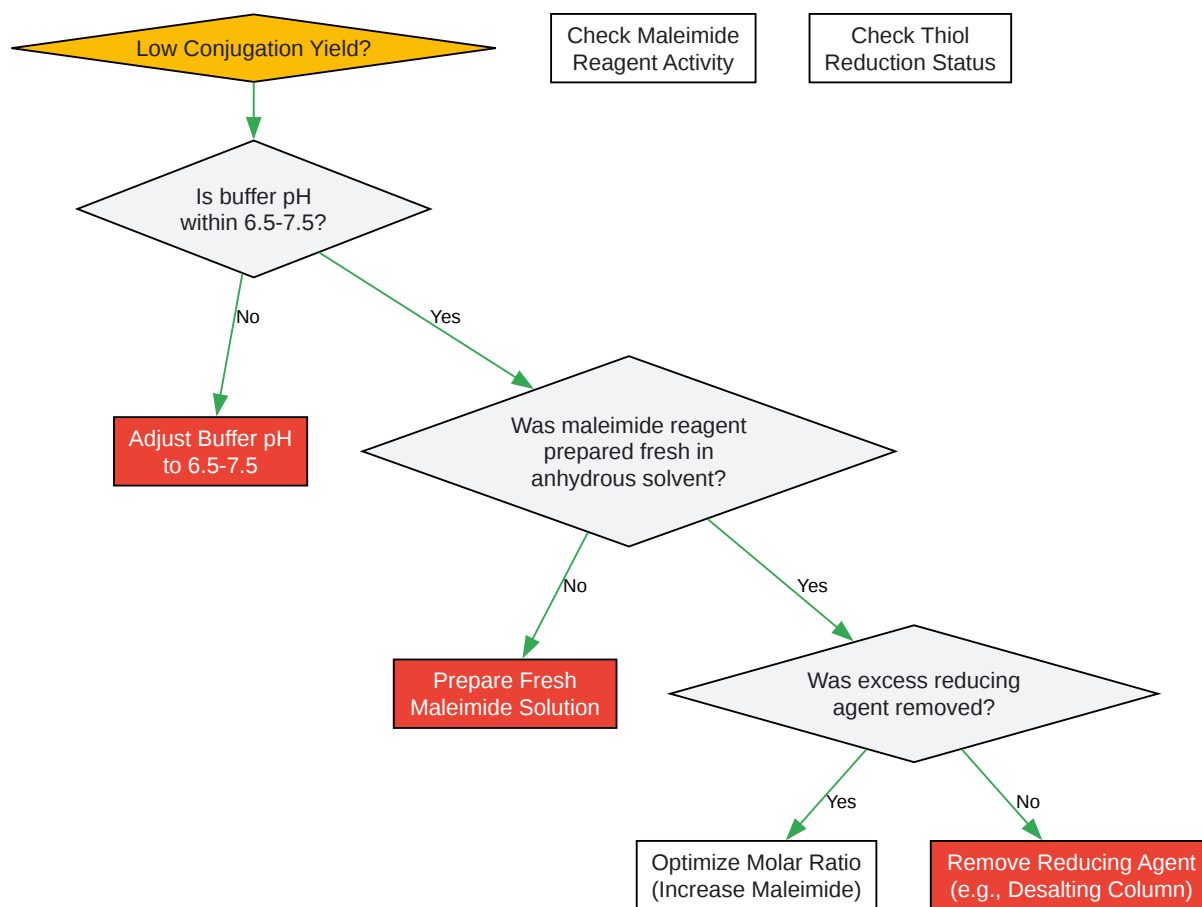 Low Conjugation Yield?
Check Maleimide
Reagent Activity
Check Thiol
Reduction Status
Is buffer pH
within 6.5-7.5?
No
Yes
Adjust Buffer pH
to 6.5-7.5
Was maleimide reagent
prepared fresh in
anhydrous solvent?
No
Yes
Prepare Fresh
Maleimide Solution
Was excess reducing
agent removed?
Yes
No
Optimize Molar Ratio
(Increase Maleimide)
Remove Reducing Agent
(e.g., Desalting Column)